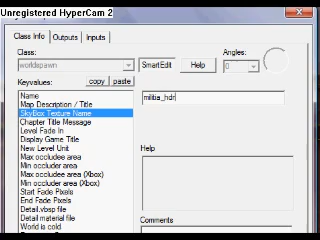 Unregistered HyperCam 2
Class Info
Outputs
Inputs
Class:
Angles:
worldspawn
SmartEdit
Help
0
Keyvalues:
copy
paste
Name
militia_hdr
Map Description / Title
SkyBox Texture Name
Chapter Title Message
Level Fade In
Display Game Title
New Level Unit
Help
Max occludee area
Min occluder area
Max occludee area (Xbox)
Min occluder area (Xbox)
Start Fade Pixels
End Fade Pixels
Detail.vbsp file
Detail material file
Comments
World is cold